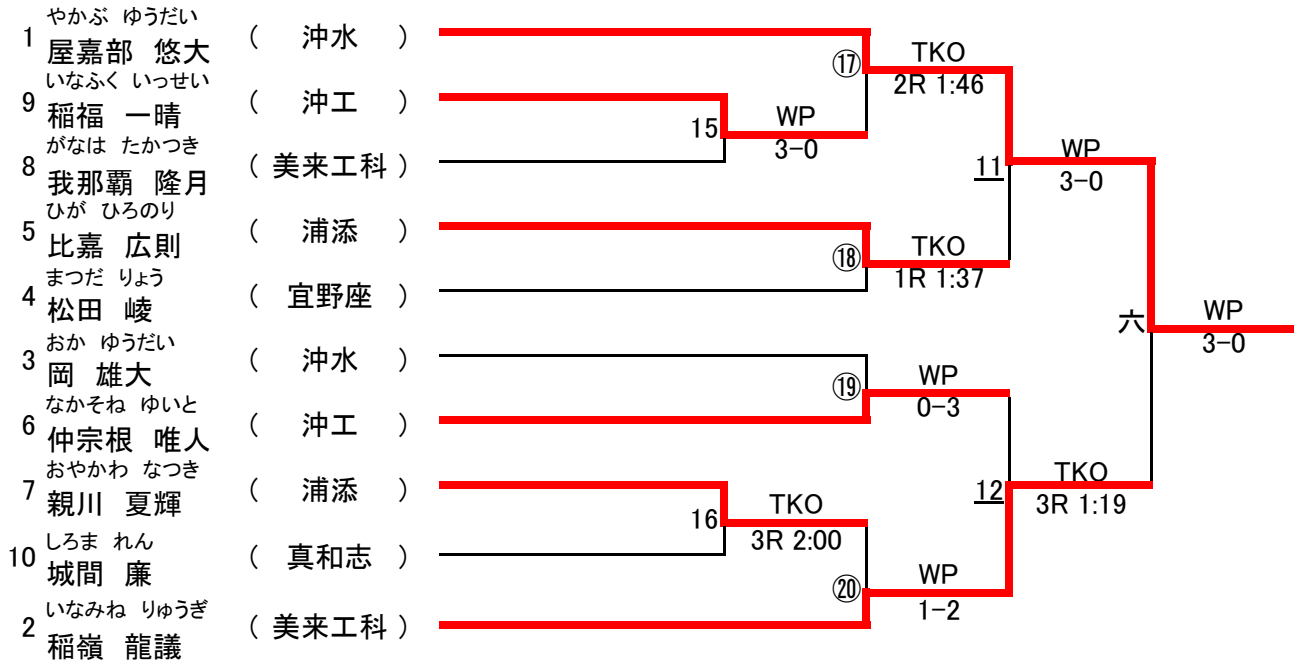 やかぶ ゆうだい
1 屋嘉部 悠大 ( 沖水 )
いなふく いっせい
9 稲福 一晴 ( 沖工 )
がなは たかつき
8 我那覇 隆月 ( 美来工科 )
ひが ひろのり
5 比嘉 広則 ( 浦添 )
まつだ りょう
4 松田 崚 ( 宜野座 )
おか ゆうだい
3 岡 雄大 ( 沖水 )
なかそね ゆいと
6 仲宗根 唯人 ( 沖工 )
おやかわ なつき
7 親川 夏輝 ( 浦添 )
しろま れん
10 城間 廉 ( 真和志 )
いなみね りゅうぎ
2 稲嶺 龍議 ( 美来工科 )
15
WP
3-0
16
TKO
3R 2:00
⑰
TKO
2R 1:46
⑱
TKO
1R 1:37
⑲
WP
0-3
⑳
WP
1-2
11
WP
3-0
12
TKO
3R 1:19
六
WP
3-0